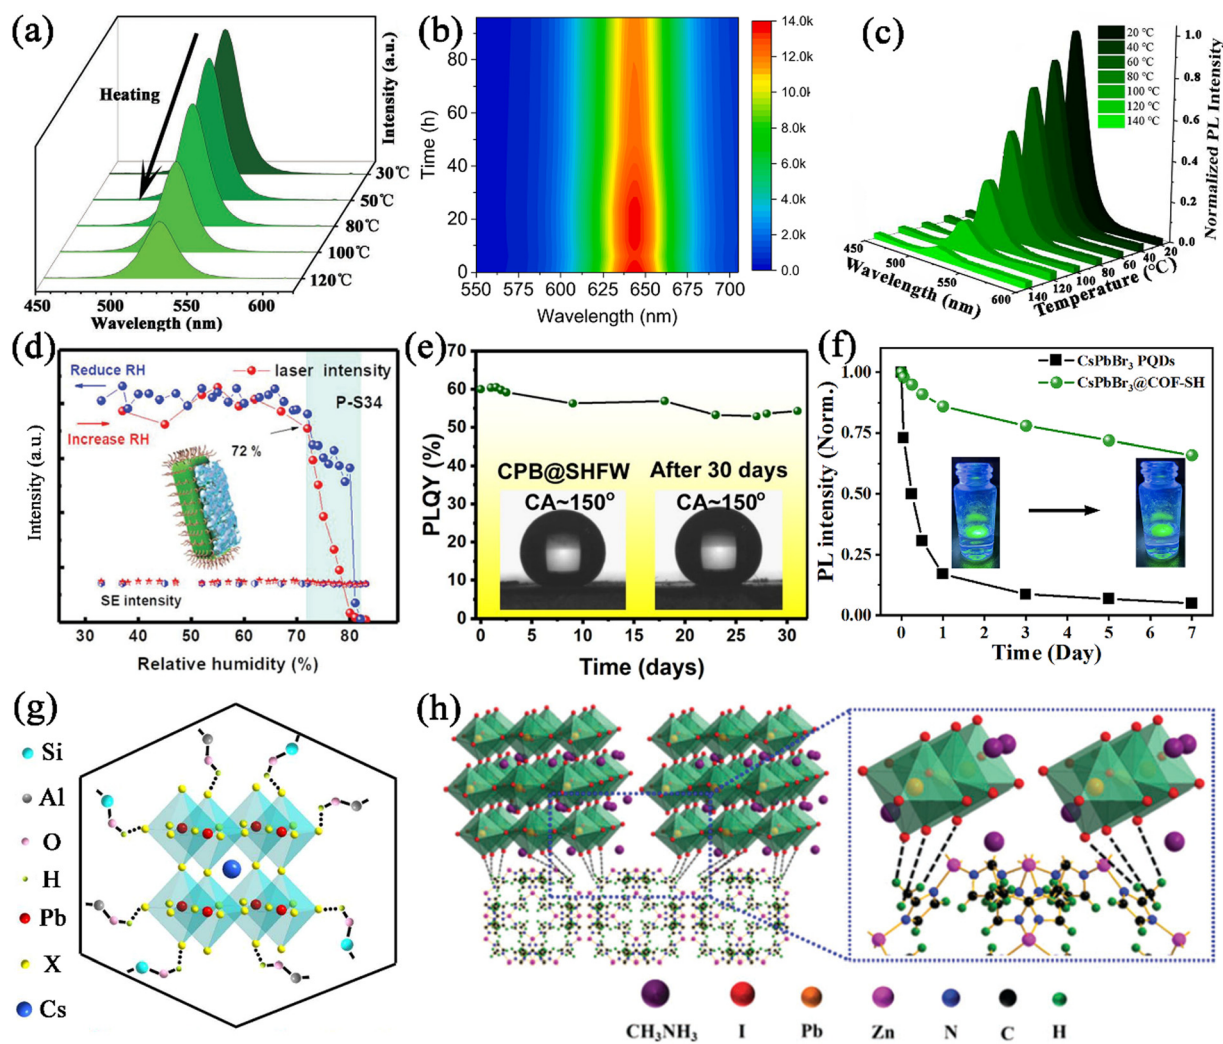 (a)
Heating
Intensity (a.u.)
30℃
50℃
80℃
100℃
120℃
450 500 550 600
Wavelength (nm)
(b)
Time (h)
80
60
40
20
0
550 575 600 625 650 675 700
Wavelength (nm)
14.0k
12.0k
10.0k
8.0k
6.0k
4.0k
2.0k
0.0
(c)
20 ℃
40 ℃
60 ℃
80 ℃
100 ℃
120 ℃
140 ℃
Normalized PL Intensity
1.0
0.8
0.6
0.4
0.2
0.0
450
500
550
600
Wavelength (nm)
20
40
60
80
100
120
140
Temperature (℃)
(d)
Reduce RH
laser intensity
P-S34
Increase RH
72 %
SE intensity
Intensity (a.u.)
30 40 50 60 70 80
Relative humidity (%)
(e)
PLQY (%)
70
60
50
40
30
20
10
0
CPB@SHFW
CA~150°
After 30 days
CA~150°
0 5 10 15 20 25 30
Time (days)
(f)
CsPbBr₃ PQDs
CsPbBr₃@COF-SH
PL intensity (Norm.)
1.00
0.75
0.50
0.25
0.00
0 1 2 3 4 5 6 7
Time (Day)
(g)
Si
Al
O
H
Pb
X
Cs
(h)
CH₃NH₃ I Pb Zn N C H